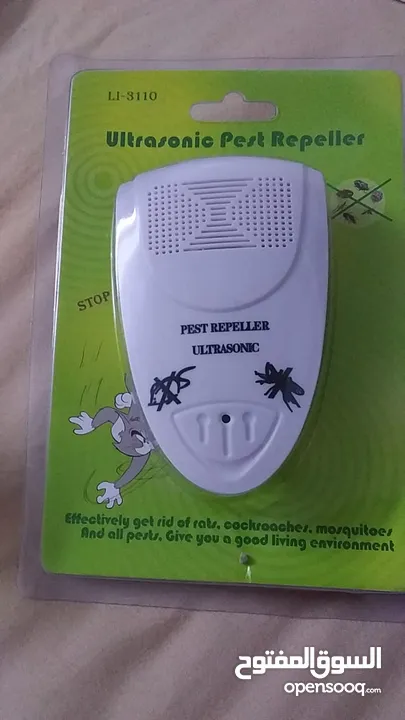 LI-3110
Ultrasonic Pest Repeller
STOP
PEST REPELLER
ULTRASONIC
Effectively get rid of rats, cockroaches, mosquitoes
And all pests. Give you a good living environment
السوق المفتوح
opensooq.com